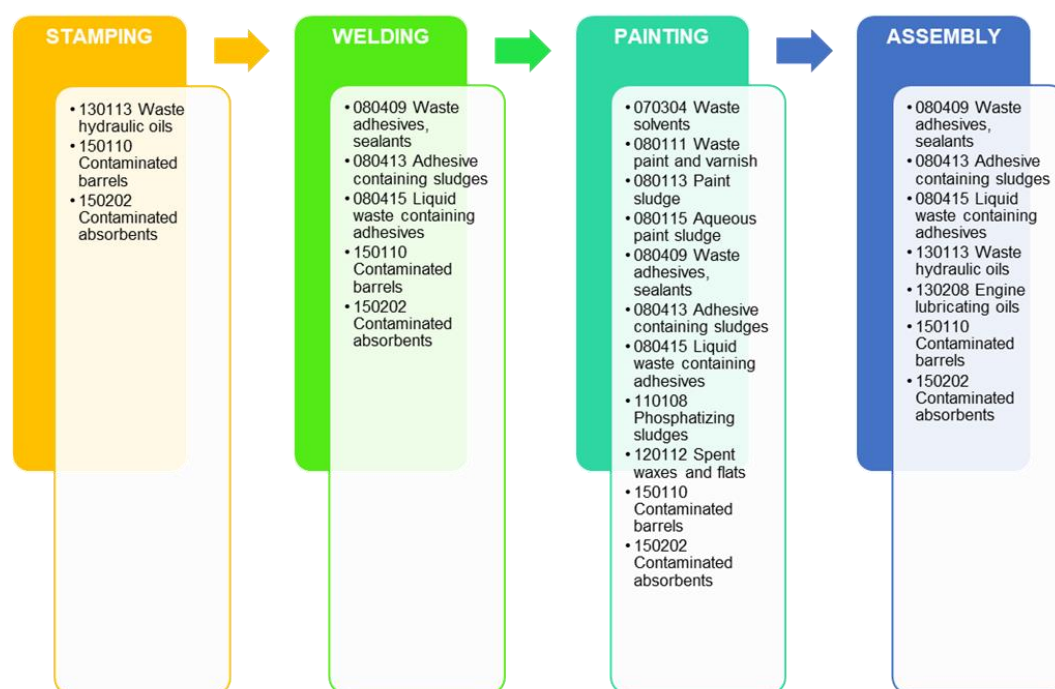 STAMPING
• 130113 Waste
hydraulic oils
• 150110
Contaminated
barrels
• 150202
Contaminated
absorbents
WELDING
• 080409 Waste
adhesives,
sealants
• 080413 Adhesive
containing sludges
• 080415 Liquid
waste containing
adhesives
• 150110
Contaminated
barrels
• 150202
Contaminated
absorbents
PAINTING
• 070304 Waste
solvents
• 080111 Waste
paint and varnish
• 080113 Paint
sludge
• 080115 Aqueous
paint sludge
• 080409 Waste
adhesives,
sealants
• 080413 Adhesive
containing sludges
• 080415 Liquid
waste containing
adhesives
• 110108
Phosphatizing
sludges
• 120112 Spent
waxes and flats
• 150110
Contaminated
barrels
• 150202
Contaminated
absorbents
ASSEMBLY
• 080409 Waste
adhesives,
sealants
• 080413 Adhesive
containing sludges
• 080415 Liquid
waste containing
adhesives
• 130113 Waste
hydraulic oils
• 130208 Engine
lubricating oils
• 150110
Contaminated
barrels
• 150202
Contaminated
absorbents